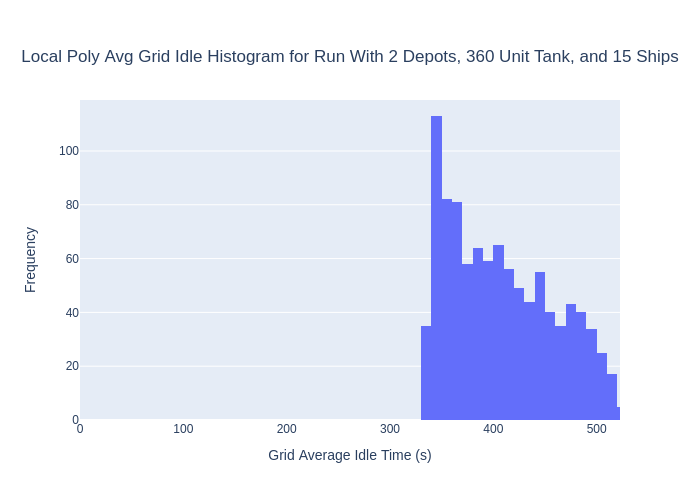 Local Poly Avg Grid Idle Histogram for Run With 2 Depots, 360 Unit Tank, and 15 Ships
100
80
60
40
20
0
Frequency
0 100 200 300 400 500
Grid Average Idle Time (s)